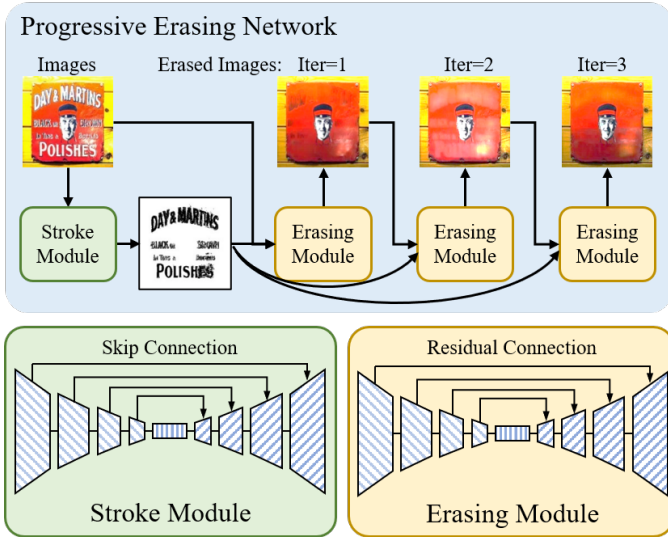 Progressive Erasing Network
Images
Erased Images:
Iter=1
Iter=2
Iter=3
DAY & MARTINS
POLISHES
Stroke
Module
DAY & MARTINS
POLISHES
Erasing
Module
Erasing
Module
Erasing
Module
Skip Connection
Stroke Module
Residual Connection
Erasing Module